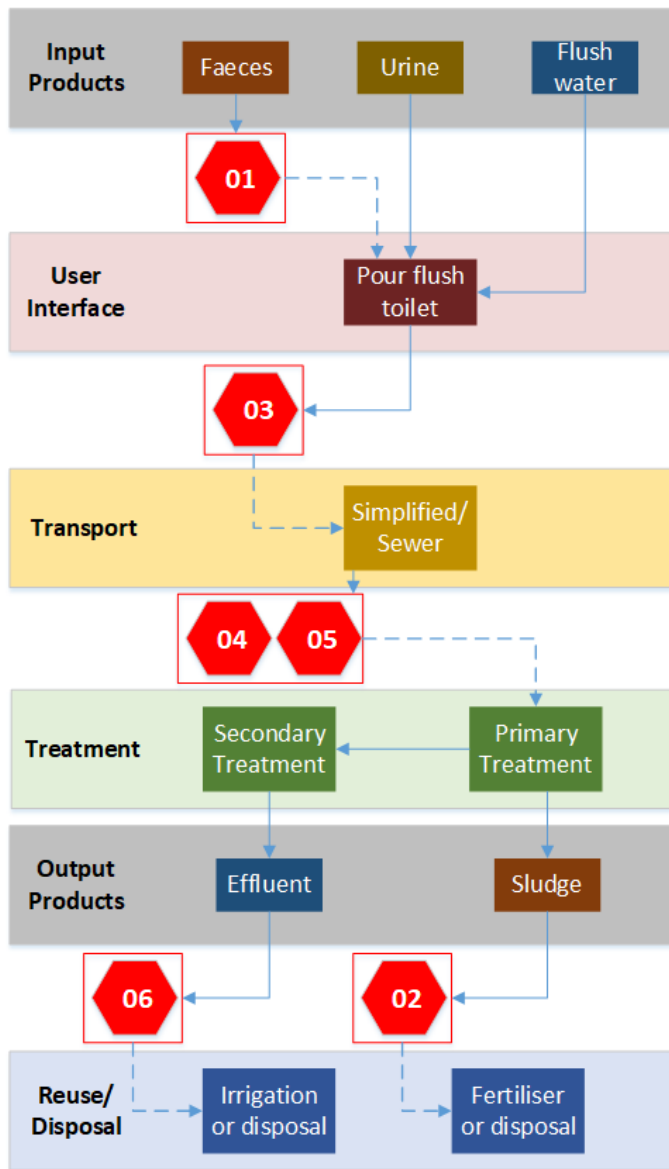 Input
Products
Faeces
Urine
Flush
water
01
User
Interface
Pour flush
toilet
03
Transport
Simplified/
Sewer
04
05
Treatment
Secondary
Treatment
Primary
Treatment
Output
Products
Effluent
Sludge
06
02
Reuse/
Disposal
Irrigation
or disposal
Fertiliser
or disposal